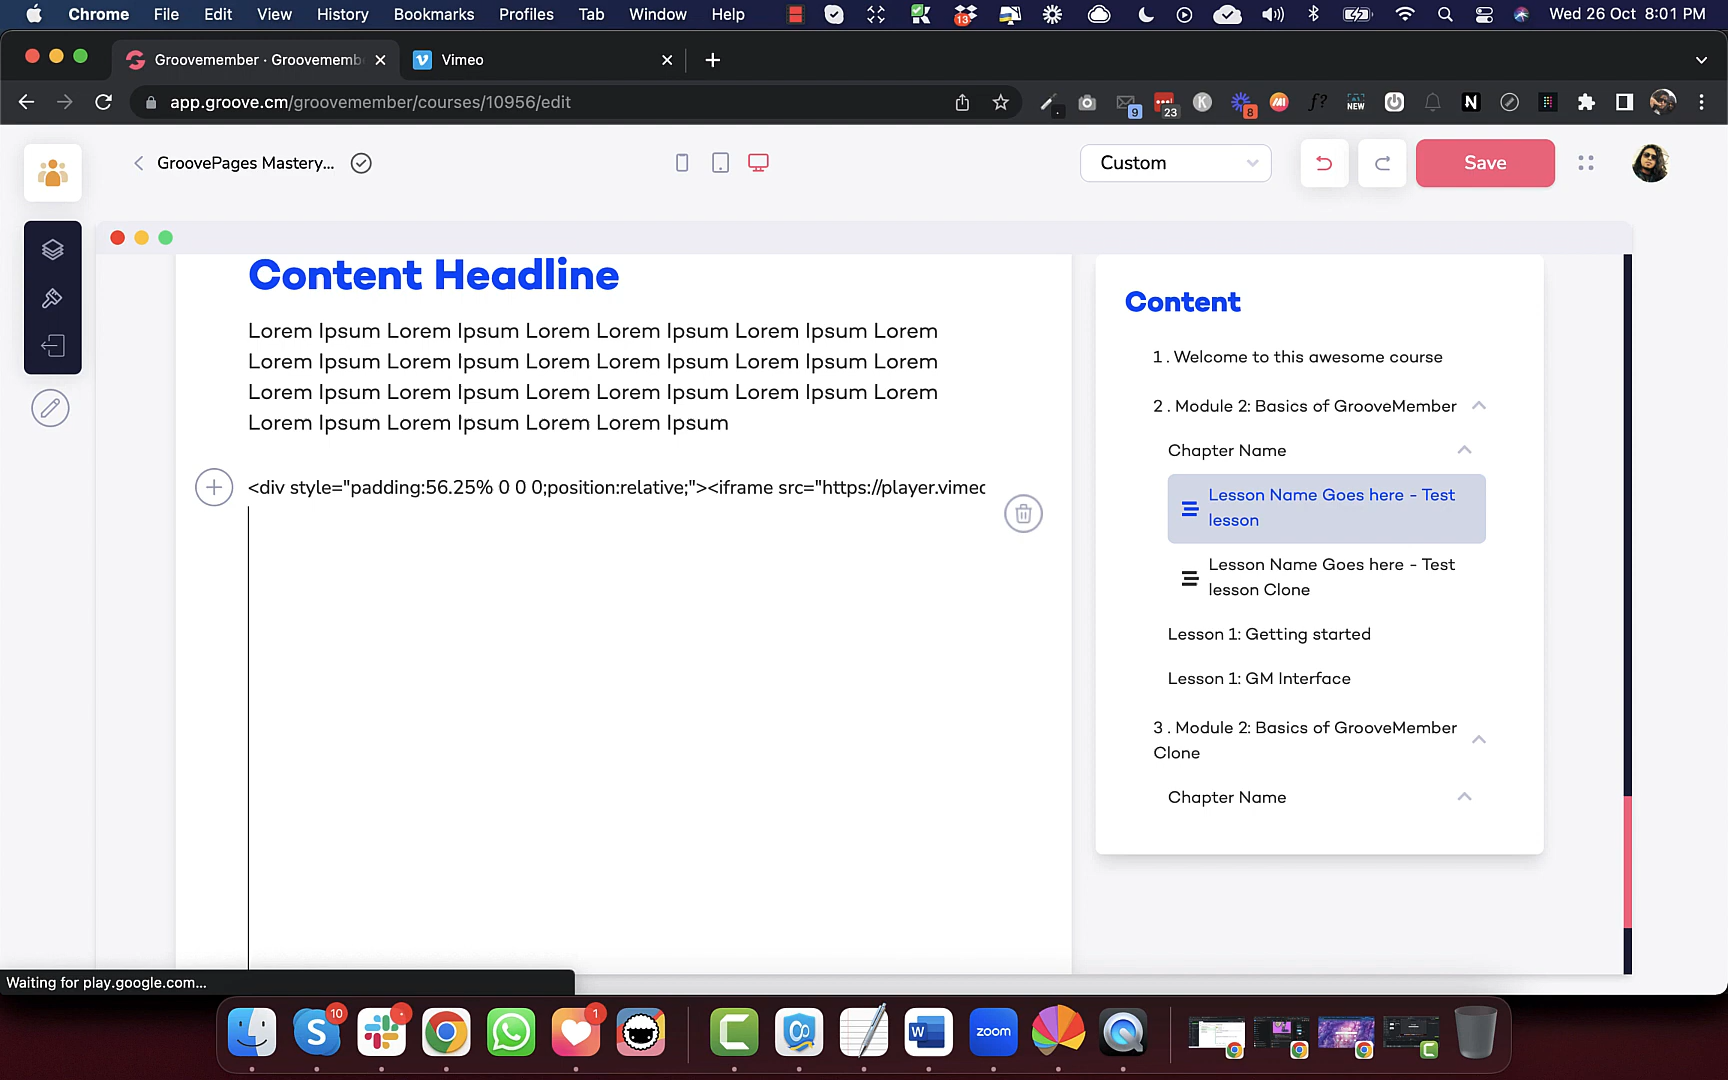 Chrome File Edit View History Bookmarks Profiles Tab Window Help 13 Wed 26 Oct 8:01 PM
Groovemember · Groovememb Vimeo
app.groove.cm/groovemember/courses/10956/edit 9 23 K 8 f? NEW N
GroovePages Mastery... Custom Save
Content Headline
Lorem Ipsum Lorem Ipsum Lorem Lorem Ipsum Lorem Ipsum Lorem
Lorem Ipsum Lorem Ipsum Lorem Lorem Ipsum Lorem Ipsum Lorem
Lorem Ipsum Lorem Ipsum Lorem Lorem Ipsum Lorem Ipsum Lorem
Lorem Ipsum Lorem Ipsum Lorem Lorem Ipsum
<div style="padding:56.25% 0 0 0;position:relative;"><iframe src="https://player.vimec
Content
1 . Welcome to this awesome course
2 . Module 2: Basics of GrooveMember
Chapter Name
Lesson Name Goes here - Test
lesson
Lesson Name Goes here - Test
lesson Clone
Lesson 1: Getting started
Lesson 1: GM Interface
3 . Module 2: Basics of GrooveMember
Clone
Chapter Name
Waiting for play.google.com...
S 10 1 C W zoom